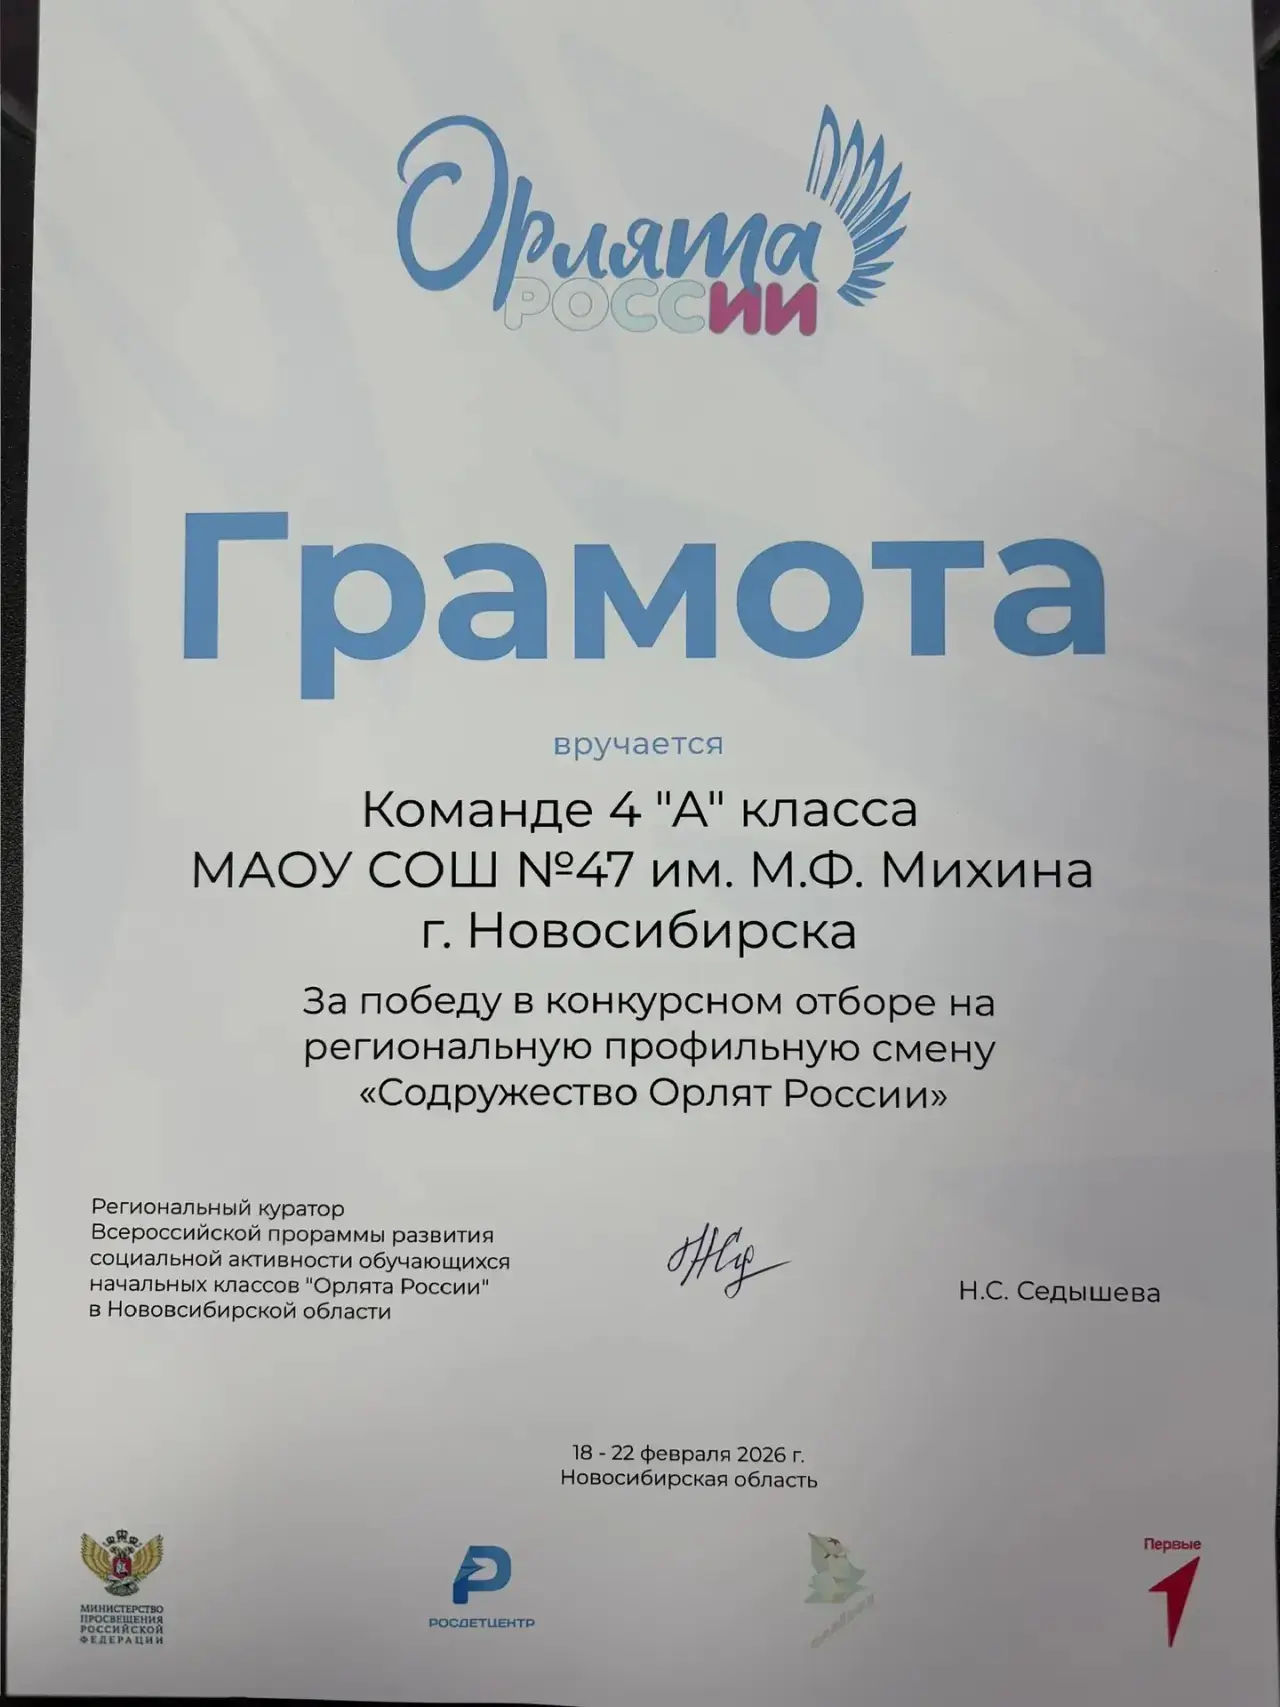 Орлята
РОССИИ
Грамота
вручается
Команде 4 "А" класса
МАОУ СОШ №47 им. М.Ф. Михина
г. Новосибирска
За победу в конкурсном отборе на
региональную профильную смену
«Содружество Орлят России»
Региональный куратор
Всероссийской прораммы развития
социальной активности обучающихся
начальных классов "Орлята России"
в Нововсибирской области
Н.С. Седышева
18 - 22 февраля 2026 г.
Новосибирская область
МИНИСТЕРСТВО
ПРОСВЕЩЕНИЯ
РОССИЙСКОЙ
ФЕДЕРАЦИИ
РОСДЕТЦЕНТР
Первые